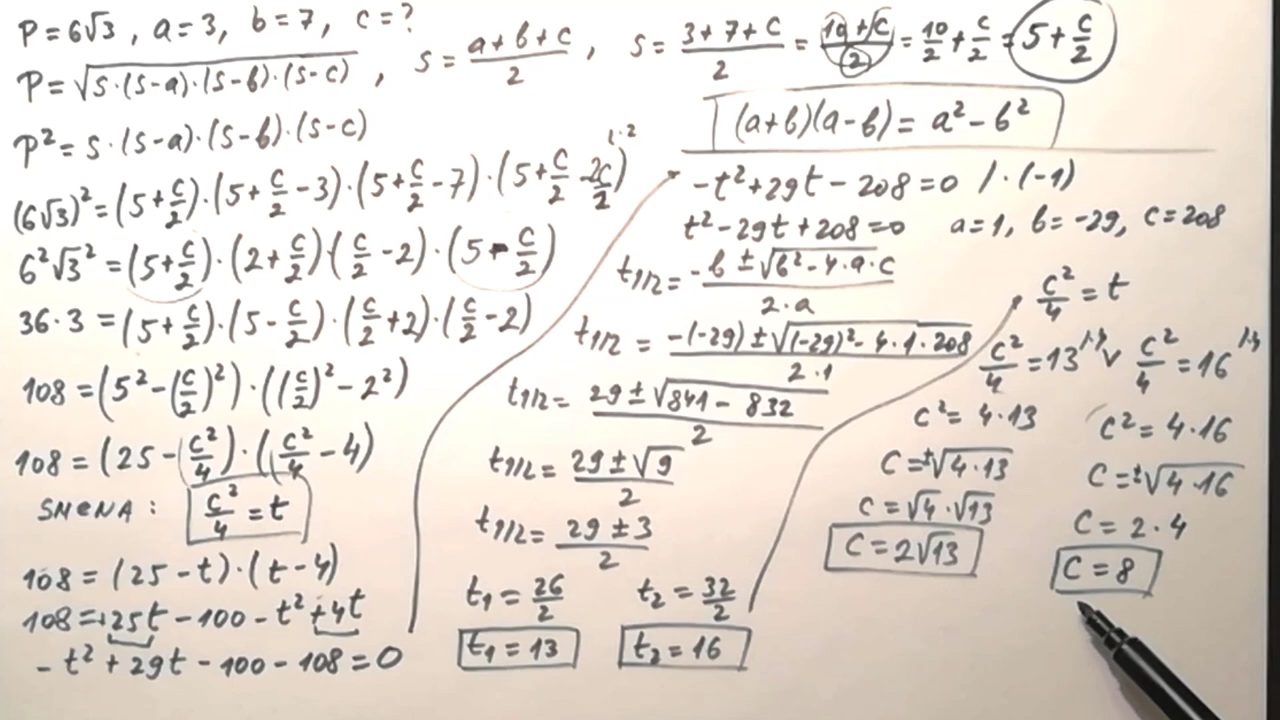 P = 6√3 , a = 3, b = 7, c = ?
P = √s·(s-a)·(s-b)·(s-c) , s = (a+b+c)/2 , s = (3+7+c)/2 = (10+c)/2 = 10/2 + c/2 = 5 + c/2
(a+b)(a-b) = a² - b²
P² = s·(s-a)·(s-b)·(s-c)
(6√3)² = (5+c/2)·(5+c/2-3)·(5+c/2-7)·(5+c/2-2c/2)
6²√3² = (5+c/2)·(2+c/2)·(c/2-2)·(5-c/2)
36·3 = (5+c/2)·(5-c/2)·(c/2+2)·(c/2-2)
108 = (5²-(c/2)²)·((c/2)²-2²)
108 = (25-c²/4)·(c²/4-4)
SMENA : c²/4 = t
108 = (25-t)·(t-4)
108 = +25t - 100 - t² + 4t
-t² + 29t - 100 - 108 = 0
-t² + 29t - 208 = 0 /·(-1)
t² - 29t + 208 = 0 a = 1, b = -29, c = 208
t1/2 = (-b ± √b²-4·a·c)/(2·a)
t1/2 = (-(-29) ± √(-29)²-4·1·208)/(2·1)
t1/2 = (29 ± √841 - 832)/2
t1/2 = (29 ± √9)/2
t1/2 = (29 ± 3)/2
t₁ = 26/2 t₂ = 32/2
t₁ = 13 t₂ = 16
c²/4 = t
c²/4 = 13 /·4 ∨ c²/4 = 16 /·4
c² = 4·13
c = ±√4·13
c = √4·√13
c = 2√13
c² = 4·16
c = ±√4·16
c = 2·4
c = 8